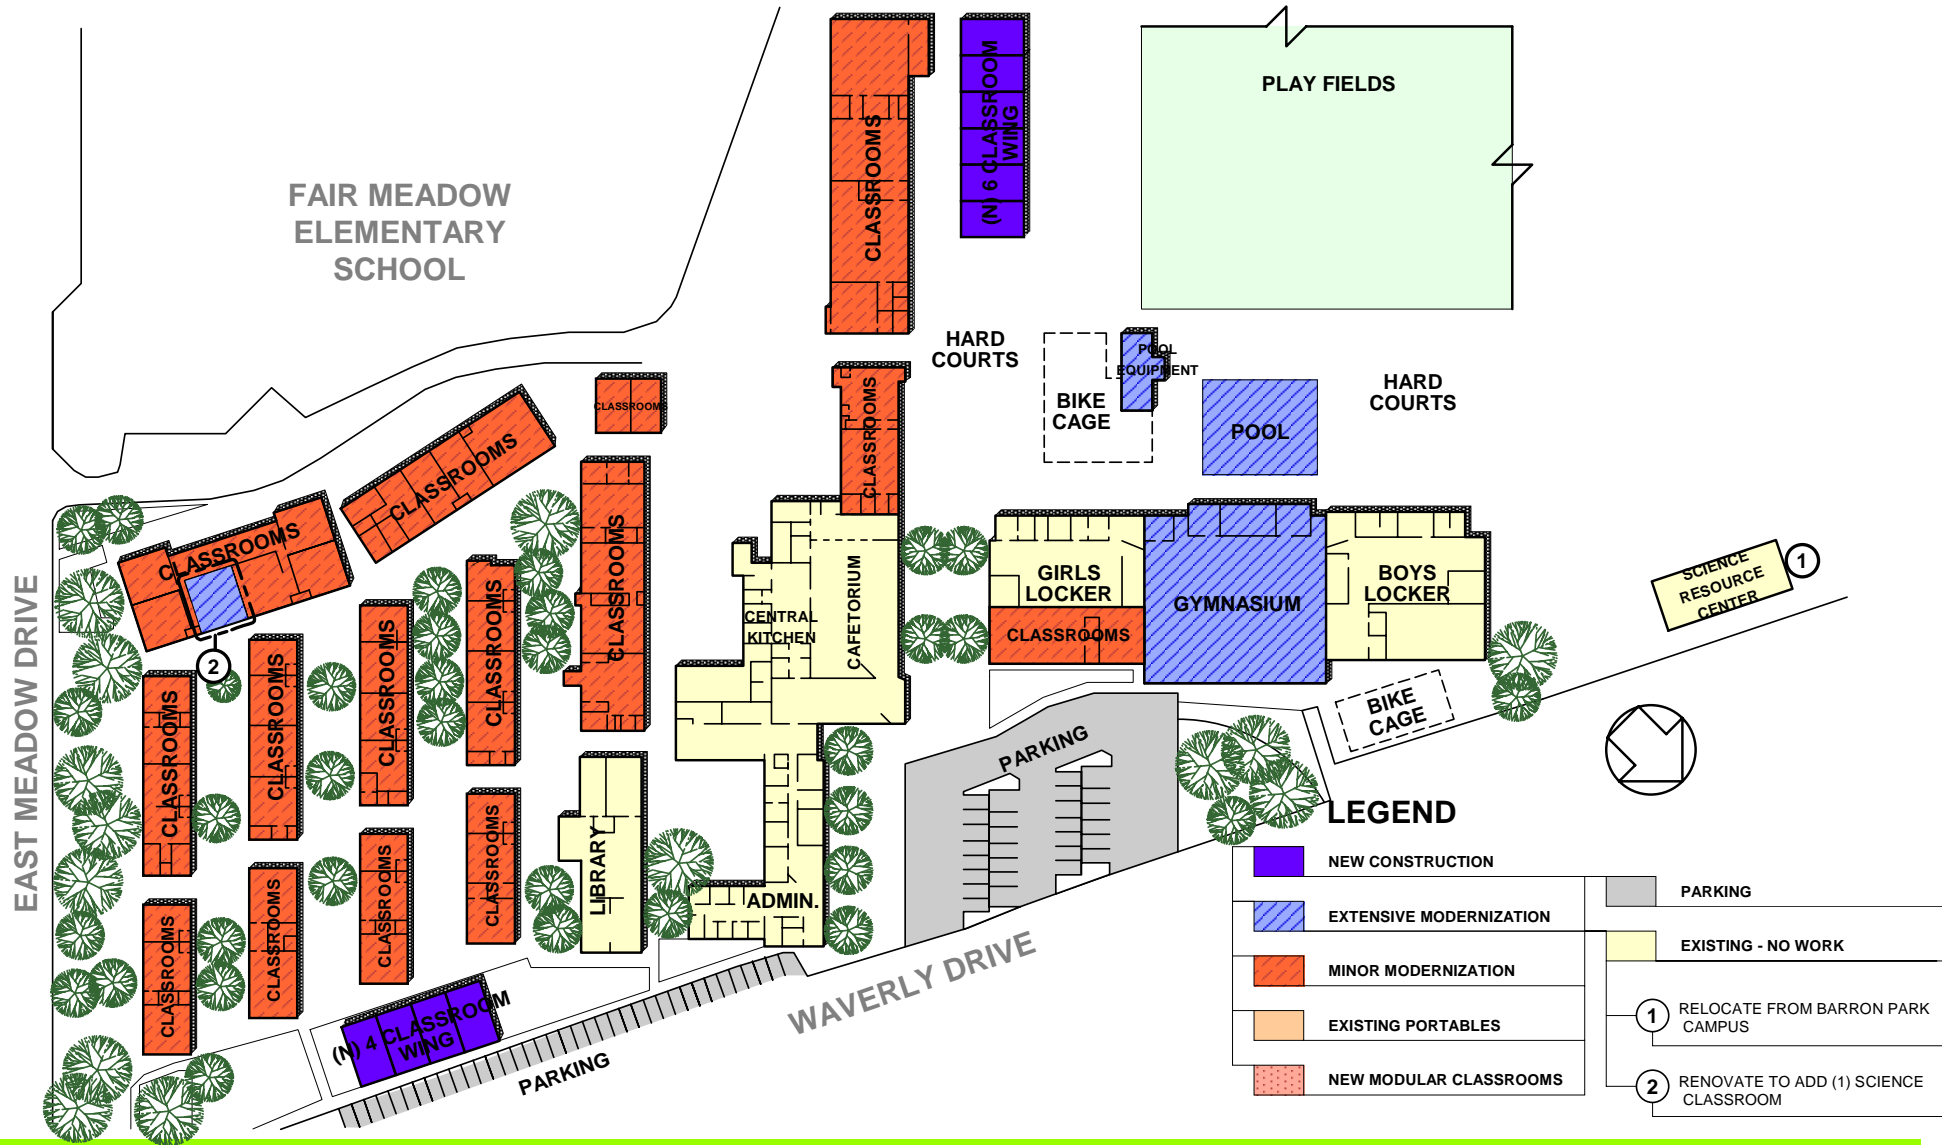 (N) 6 CLASSROOM
WING
CLASSROOMS
PLAY FIELDS
FAIR MEADOW
ELEMENTARY
SCHOOL
HARD
COURTS
POOL
EQUIPMENT
BIKE
CAGE
POOL
HARD
COURTS
CLASSROOMS
CLASSROOMS
CLASSROOMS
CLASSROOMS
CLASSROOMS
CLASSROOMS
CLASSROOMS
CAFETORIUM
CENTRAL
KITCHEN
GIRLS
LOCKER
CLASSROOMS
GYMNASIUM
BOYS
LOCKER
SCIENCE
RESOURCE
CENTER
1
2
EAST MEADOW DRIVE
CLASSROOMS
CLASSROOMS
CLASSROOMS
BIKE
CAGE
PARKING
CLASSROOMS
CLASSROOMS
CLASSROOMS
CLASSROOMS
LIBRARY
ADMIN.
(N) 4 CLASSROOM
WING
PARKING
WAVERLY DRIVE
LEGEND
NEW CONSTRUCTION
EXTENSIVE MODERNIZATION
MINOR MODERNIZATION
EXISTING PORTABLES
NEW MODULAR CLASSROOMS
PARKING
EXISTING - NO WORK
1 RELOCATE FROM BARRON PARK
CAMPUS
2 RENOVATE TO ADD (1) SCIENCE
CLASSROOM